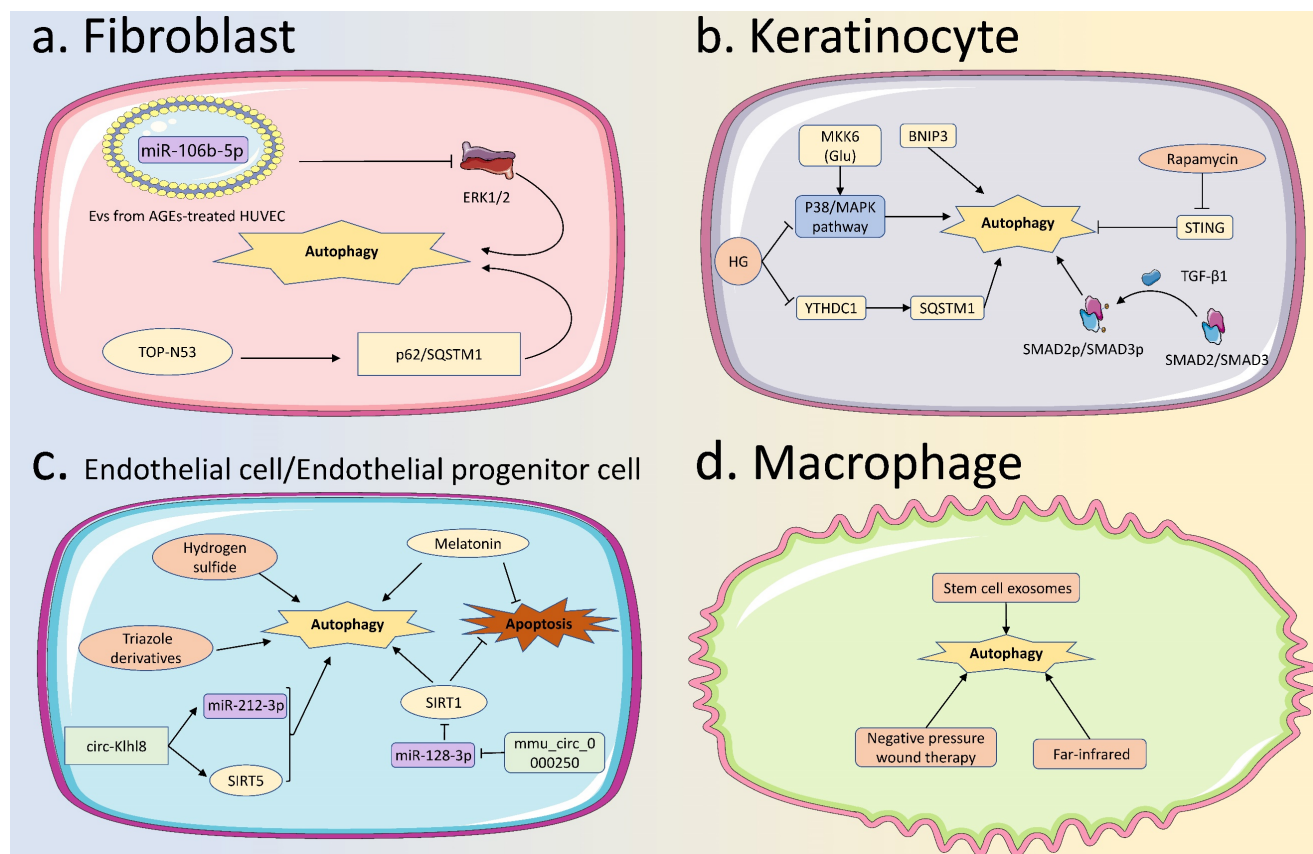 a. Fibroblast
miR-106b-5p
ERK1/2
Evs from AGEs-treated HUVEC
Autophagy
TOP-N53
p62/SQSTM1
b. Keratinocyte
MKK6
(Glu)
BNIP3
Rapamycin
P38/MAPK
pathway
Autophagy
STING
HG
TGF-β1
YTHDC1
SQSTM1
SMAD2p/SMAD3p
SMAD2/SMAD3
c. Endothelial cell/Endothelial progenitor cell
Hydrogen
sulfide
Melatonin
Autophagy
Apoptosis
Triazole
derivatives
miR-212-3p
SIRT1
circ-Klhl8
miR-128-3p
mmu_circ_0
000250
SIRT5
d. Macrophage
Stem cell exosomes
Autophagy
Negative pressure
wound therapy
Far-infrared